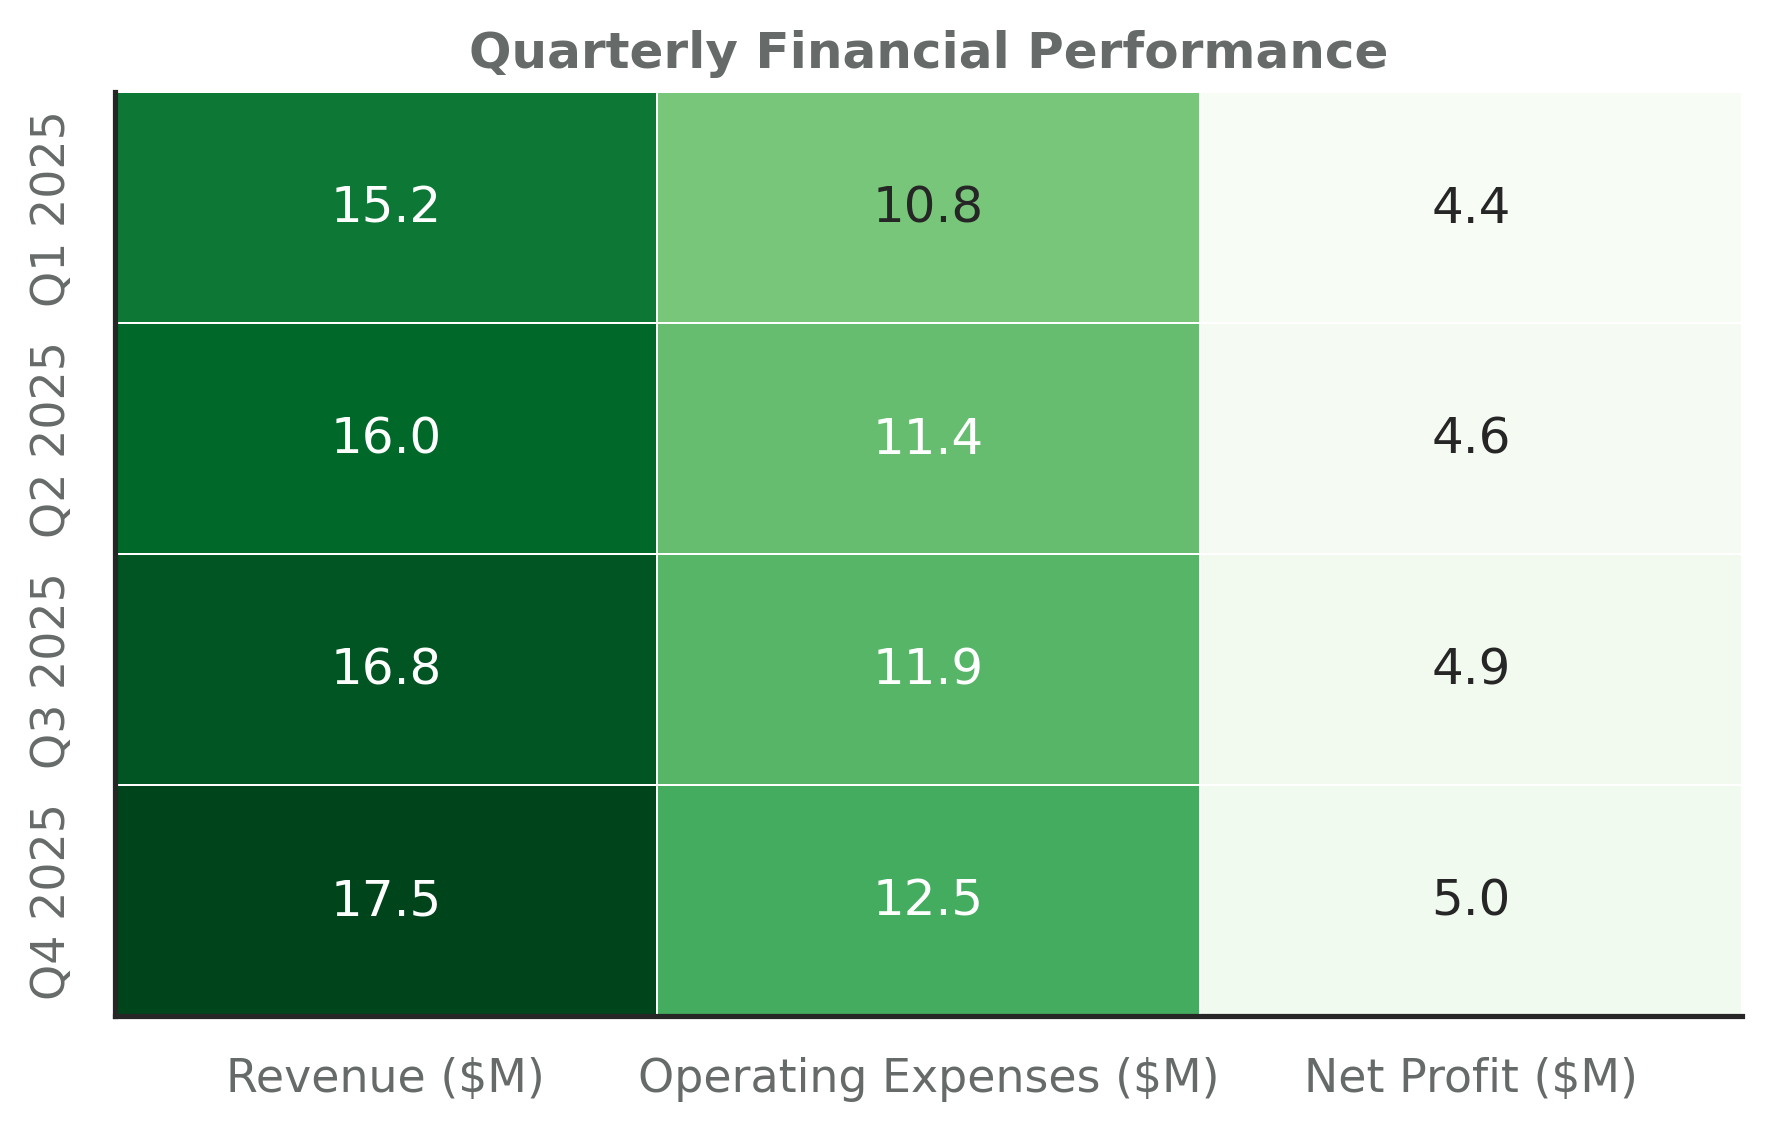 Quarterly Financial Performance
Q1 2025
15.2 10.8 4.4
Q2 2025
16.0 11.4 4.6
Q3 2025
16.8 11.9 4.9
Q4 2025
17.5 12.5 5.0
Revenue ($M) Operating Expenses ($M) Net Profit ($M)